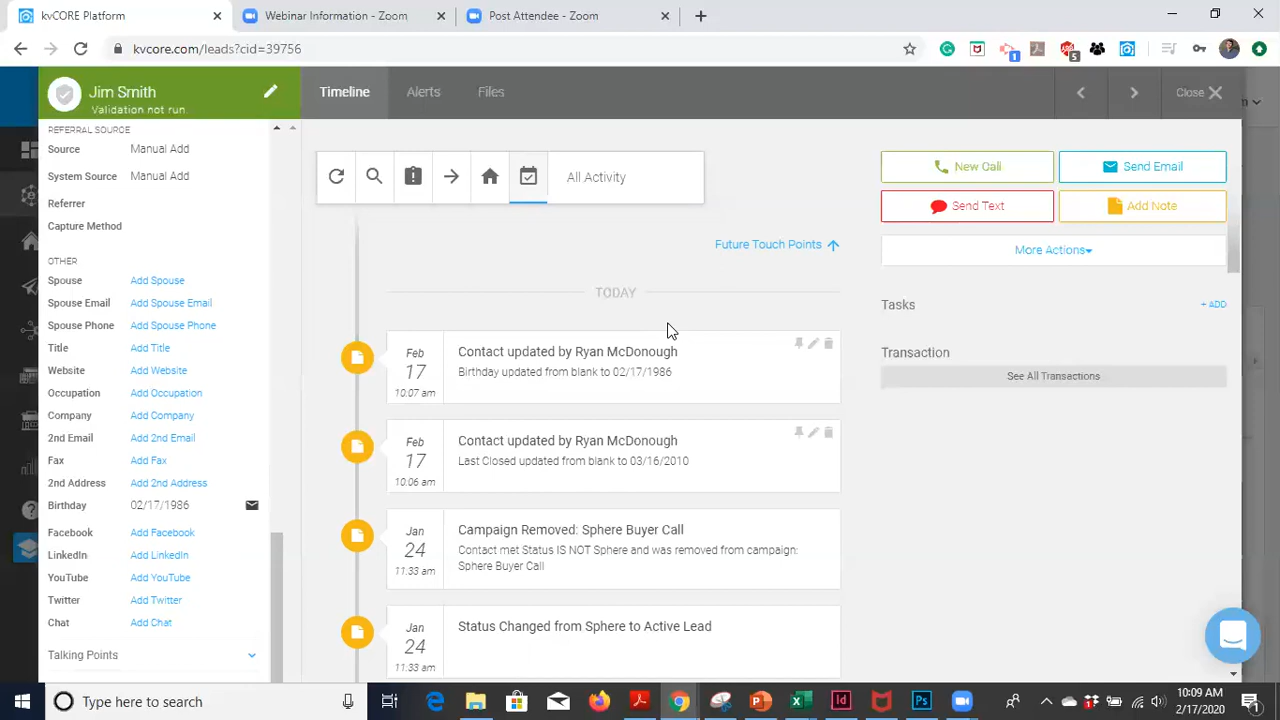 kvCORE Platform
Webinar Information - Zoom
Post Attendee - Zoom
kvcore.com/leads?cid=39756
1
5
Jim Smith
Validation not run.
Timeline
Alerts
Files
Close
REFERRAL SOURCE
Source Manual Add
System Source Manual Add
Referrer
Capture Method
OTHER
Spouse Add Spouse
Spouse Email Add Spouse Email
Spouse Phone Add Spouse Phone
Title Add Title
Website Add Website
Occupation Add Occupation
Company Add Company
2nd Email Add 2nd Email
Fax Add Fax
2nd Address Add 2nd Address
Birthday 02/17/1986
Facebook Add Facebook
LinkedIn Add LinkedIn
YouTube Add YouTube
Twitter Add Twitter
Chat Add Chat
Talking Points
All Activity
Future Touch Points
TODAY
Feb
17
10:07 am
Contact updated by Ryan McDonough
Birthday updated from blank to 02/17/1986
Feb
17
10:06 am
Contact updated by Ryan McDonough
Last Closed updated from blank to 03/16/2010
Jan
24
11:33 am
Campaign Removed: Sphere Buyer Call
Contact met Status IS NOT Sphere and was removed from campaign:
Sphere Buyer Call
Jan
24
11:33 am
Status Changed from Sphere to Active Lead
New Call
Send Email
Send Text
Add Note
More Actions
Tasks
+ ADD
Transaction
See All Transactions
Type here to search
10:09 AM
2/17/2020
1